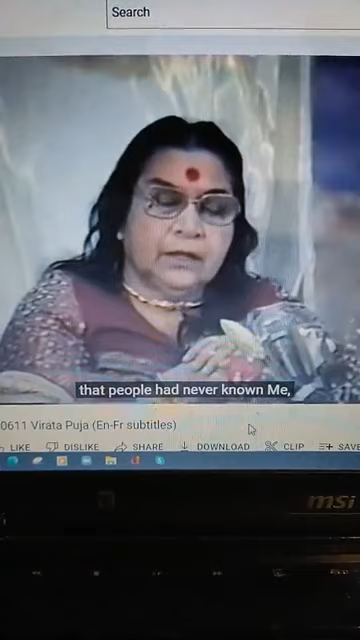 Search
that people had never known Me,
0611 Virata Puja (En-Fr subtitles)
LIKE DISLIKE SHARE DOWNLOAD CLIP SAVE
msi